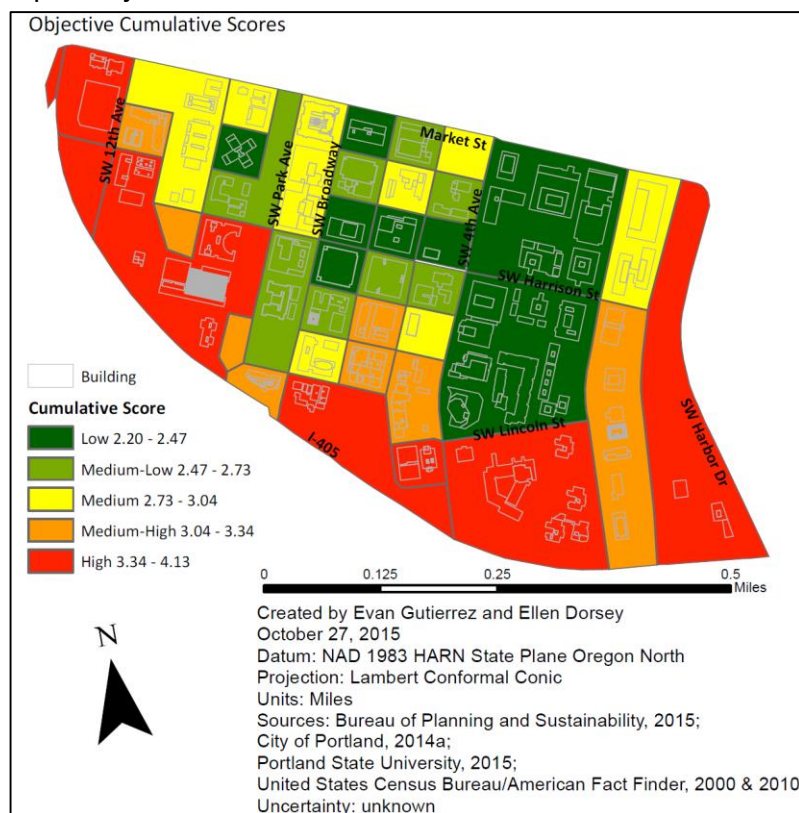 Objective Cumulative Scores
Market St
SW 12th Ave
SW Park Ave
SW Broadway
SW 4th Ave
SW Harrison St
SW Lincoln St
I-405
SW Harbor Dr
Building
Cumulative Score
Low 2.20 - 2.47
Medium-Low 2.47 - 2.73
Medium 2.73 - 3.04
Medium-High 3.04 - 3.34
High 3.34 - 4.13
0 0.125 0.25 0.5
Miles
N
Created by Evan Gutierrez and Ellen Dorsey
October 27, 2015
Datum: NAD 1983 HARN State Plane Oregon North
Projection: Lambert Conformal Conic
Units: Miles
Sources: Bureau of Planning and Sustainability, 2015;
City of Portland, 2014a;
Portland State University, 2015;
United States Census Bureau/American Fact Finder, 2000 & 2010
Uncertainty: unknown